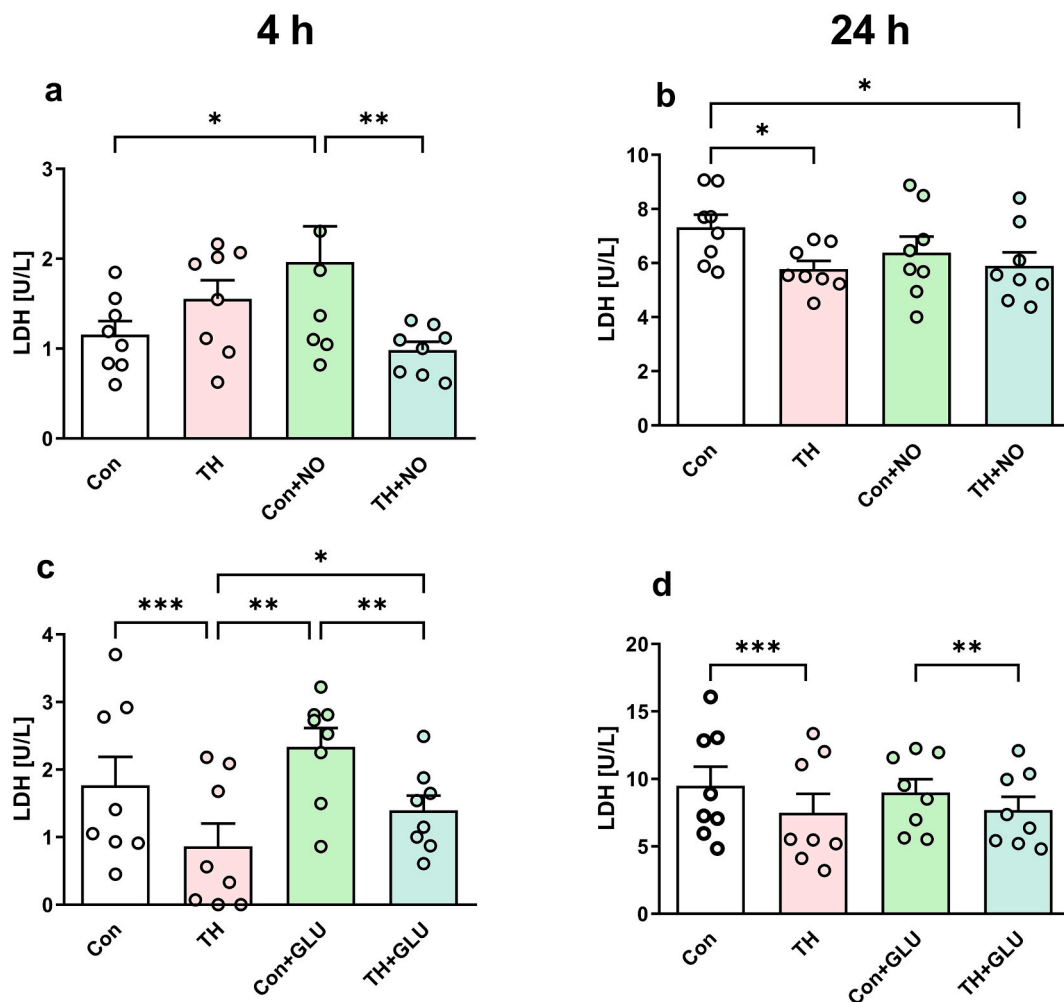 4 h
24 h
a
*
**
LDH [U/L]
3
2
1
0
Con
TH
Con+NO
TH+NO
b
*
*
LDH [U/L]
10
8
6
4
2
0
Con
TH
Con+NO
TH+NO
c
*
***
**
**
LDH [U/L]
4
3
2
1
0
Con
TH
Con+GLU
TH+GLU
d
***
**
LDH [U/L]
20
15
10
5
0
Con
TH
Con+GLU
TH+GLU